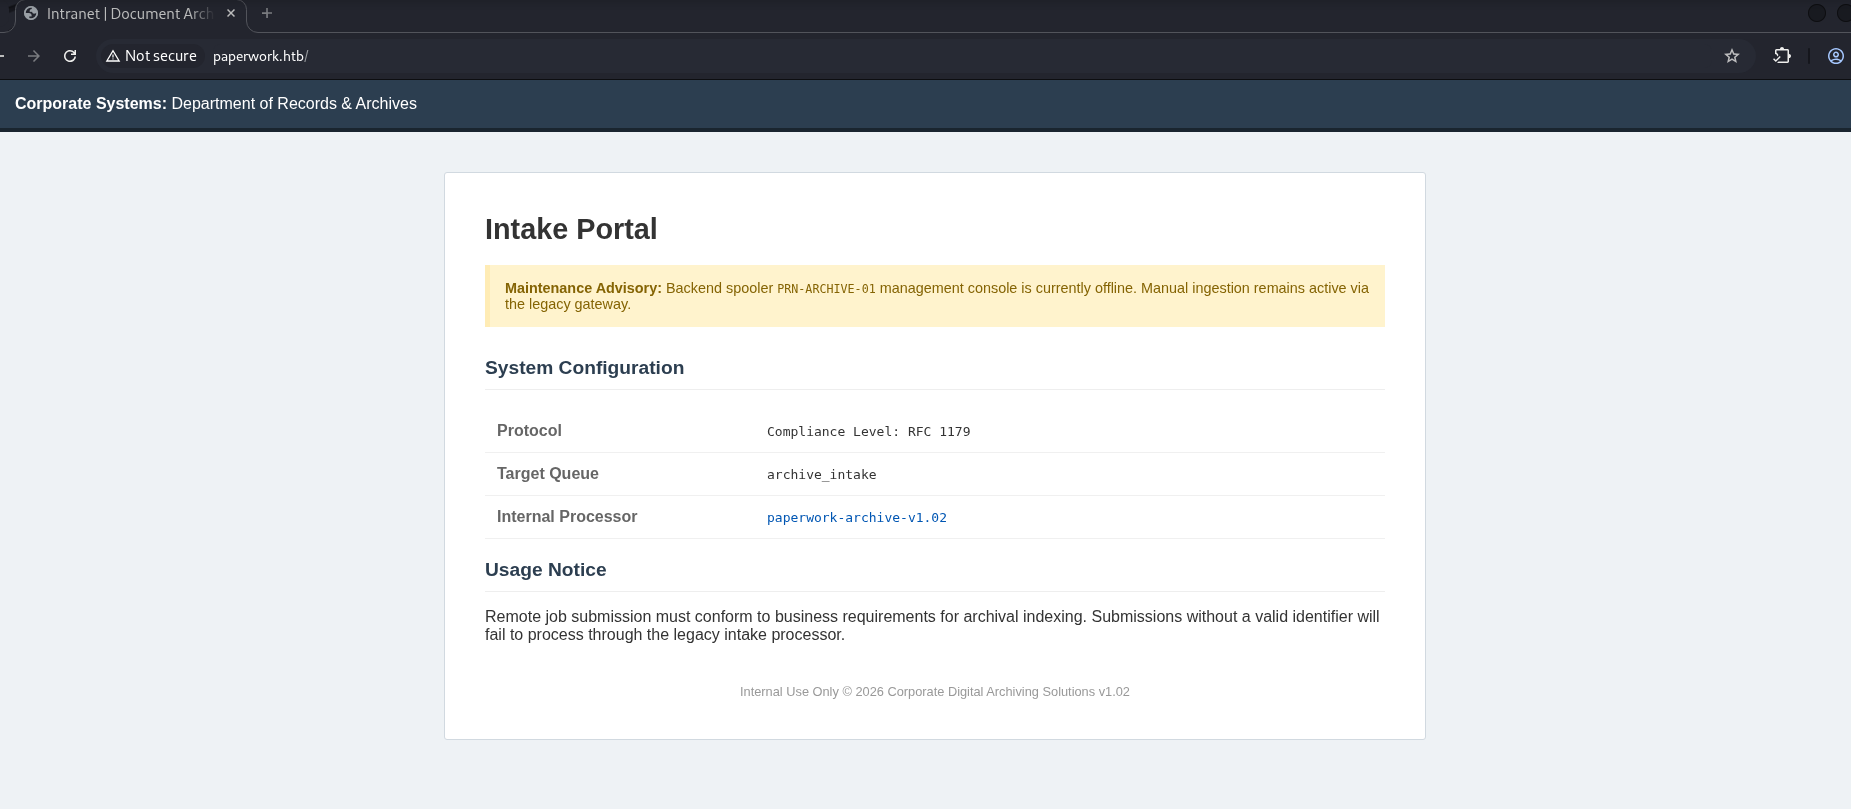 Intranet | Document Arch
Not secure
paperwork.htb/
Corporate Systems: Department of Records & Archives
Intake Portal
Maintenance Advisory: Backend spooler PRN-ARCHIVE-01 management console is currently offline. Manual ingestion remains active via
the legacy gateway.
System Configuration
Protocol
Compliance Level: RFC 1179
Target Queue
archive_intake
Internal Processor
paperwork-archive-v1.02
Usage Notice
Remote job submission must conform to business requirements for archival indexing. Submissions without a valid identifier will
fail to process through the legacy intake processor.
Internal Use Only © 2026 Corporate Digital Archiving Solutions v1.02